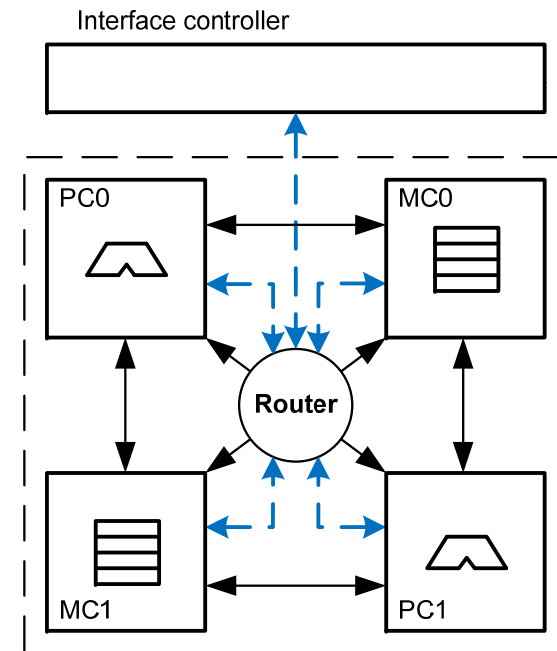 Interface controller
PC0
MC0
Router
MC1
PC1